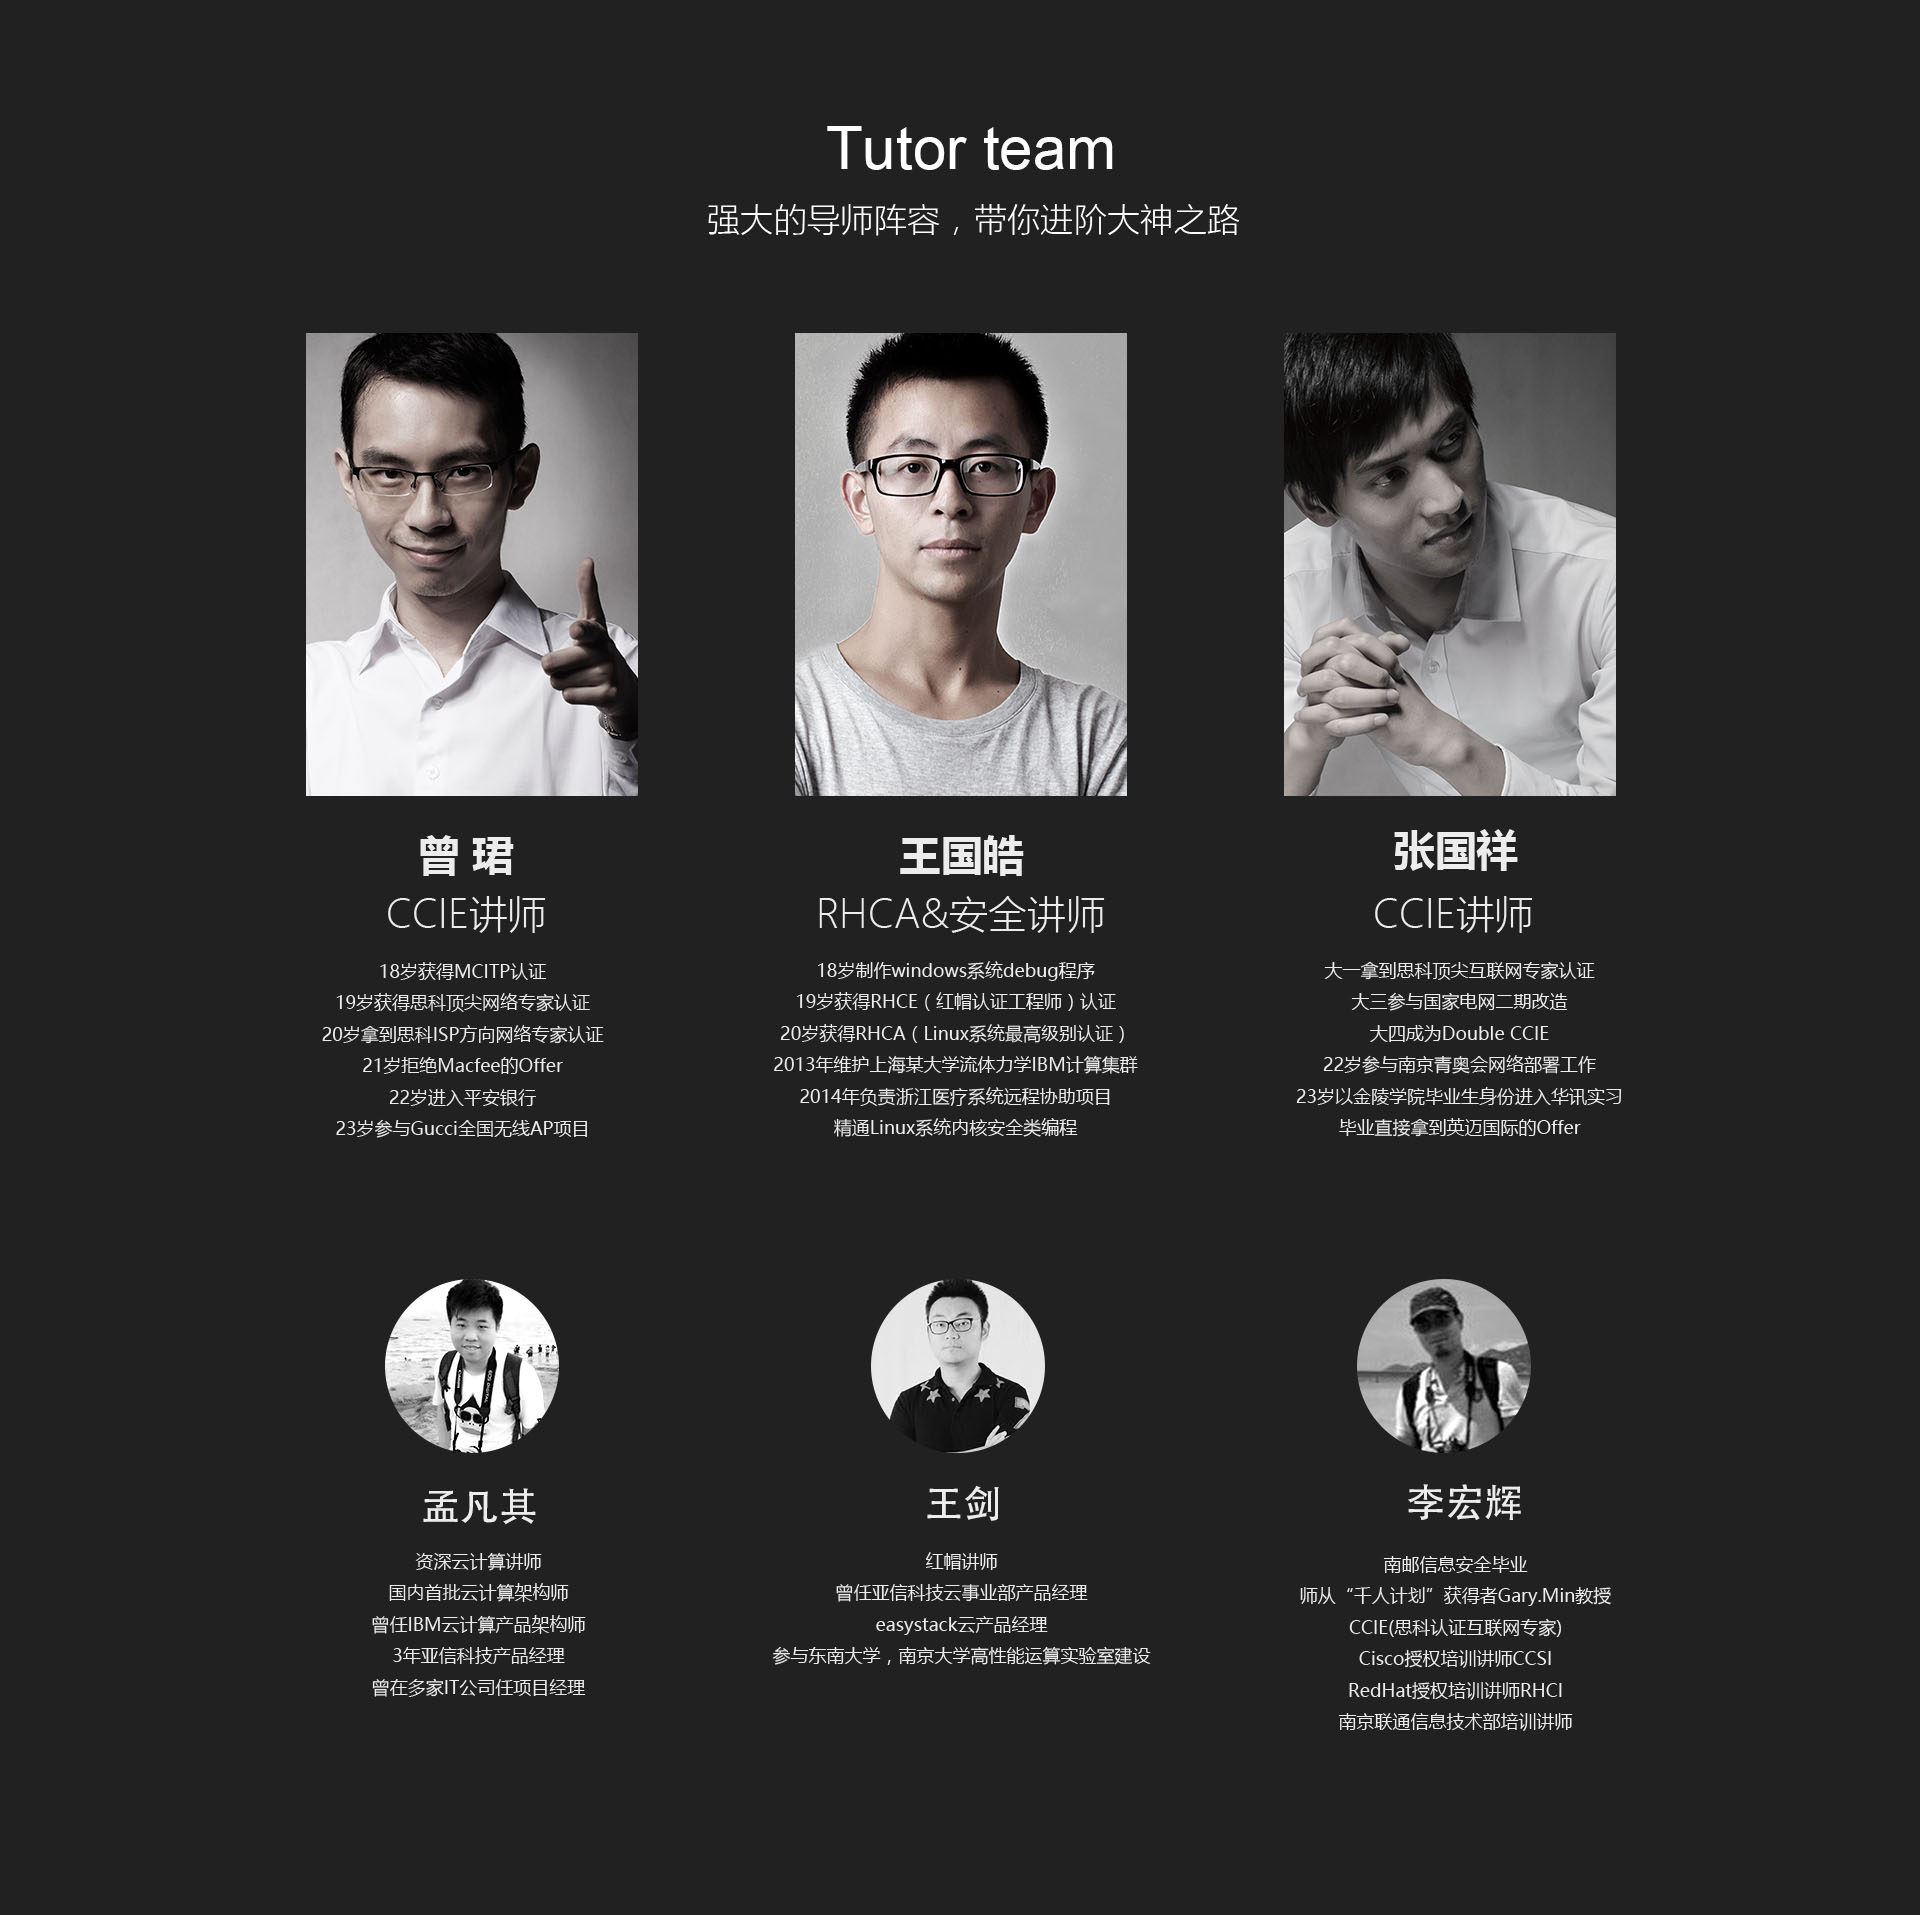 Tutor team
强大的导师阵容，带你进阶大神之路
曾 珺
CCIE讲师
18岁获得MCITP认证
19岁获得思科顶尖网络专家认证
20岁拿到思科ISP方向网络专家认证
21岁拒绝Macfee的Offer
22岁进入平安银行
23岁参与Gucci全国无线AP项目
王国皓
RHCA&安全讲师
18岁制作windows系统debug程序
19岁获得RHCE（红帽认证工程师）认证
20岁获得RHCA（Linux系统最高级别认证）
2013年维护上海某大学流体力学IBM计算集群
2014年负责浙江医疗系统远程协助项目
精通Linux系统内核安全类编程
张国祥
CCIE讲师
大一拿到思科顶尖互联网专家认证
大三参与国家电网二期改造
大四成为Double CCIE
22岁参与南京青奥会网络部署工作
23岁以金陵学院毕业生身份进入华讯实习
毕业直接拿到英迈国际的Offer
孟凡其
资深云计算讲师
国内首批云计算架构师
曾任IBM云计算产品架构师
3年亚信科技产品经理
曾在多家IT公司任项目经理
王剑
红帽讲师
曾任亚信科技云事业部产品经理
easystack云产品经理
参与东南大学，南京大学高性能运算实验室建设
李宏辉
南邮信息安全毕业
师从“千人计划”获得者Gary.Min教授
CCIE(思科认证互联网专家)
Cisco授权培训讲师CCSI
RedHat授权培训讲师RHCI
南京联通信息技术部培训讲师